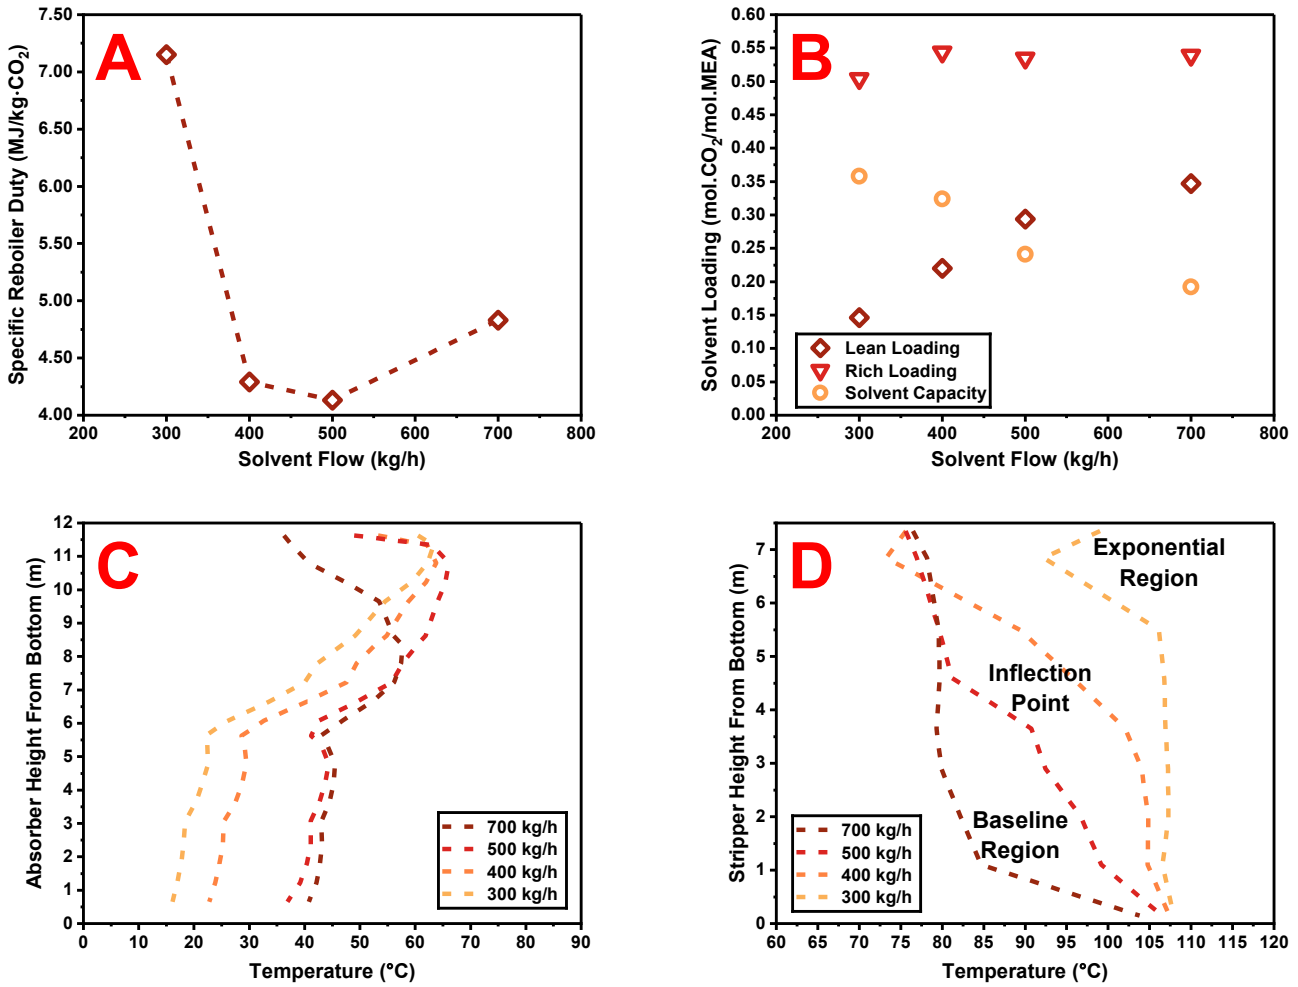 A
7.50
7.00
6.50
6.00
5.50
5.00
4.50
4.00
200 300 400 500 600 700 800
Specific Reboiler Duty (MJ/kg·CO₂)
Solvent Flow (kg/h)
B
0.60
0.55
0.50
0.45
0.40
0.35
0.30
0.25
0.20
0.15
0.10
0.05
0.00
200 300 400 500 600 700 800
Solvent Loading (mol.CO₂/mol.MEA)
Lean Loading
Rich Loading
Solvent Capacity
Solvent Flow (kg/h)
C
12
11
10
9
8
7
6
5
4
3
2
1
0
0 10 20 30 40 50 60 70 80 90
Absorber Height From Bottom (m)
700 kg/h
500 kg/h
400 kg/h
300 kg/h
Temperature (°C)
D
7
6
5
4
3
2
1
0
60 65 70 75 80 85 90 95 100 105 110 115 120
Stripper Height From Bottom (m)
Exponential
Region
Inflection
Point
Baseline
Region
700 kg/h
500 kg/h
400 kg/h
300 kg/h
Temperature (°C)